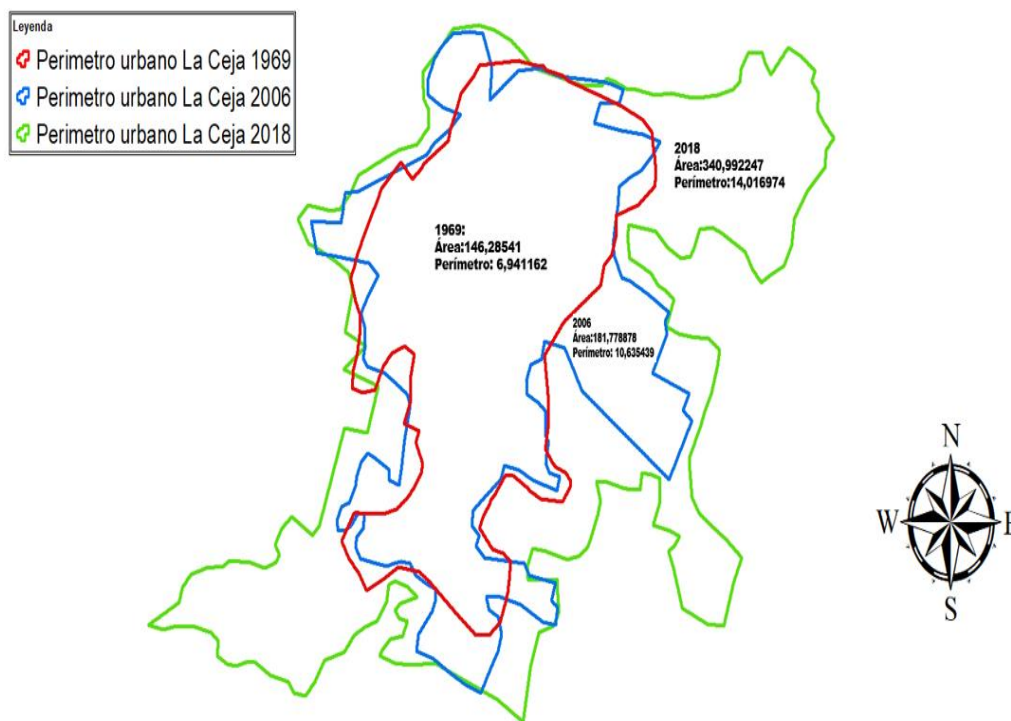 Leyenda
Perimetro urbano La Ceja 1969
Perimetro urbano La Ceja 2006
Perimetro urbano La Ceja 2018
2018
Área:340,992247
Perímetro:14,016974
1969:
Área:146,28541
Perímetro: 6,941162
2006
Área:181,778878
Perímetro: 10,635439
N
W
E
S